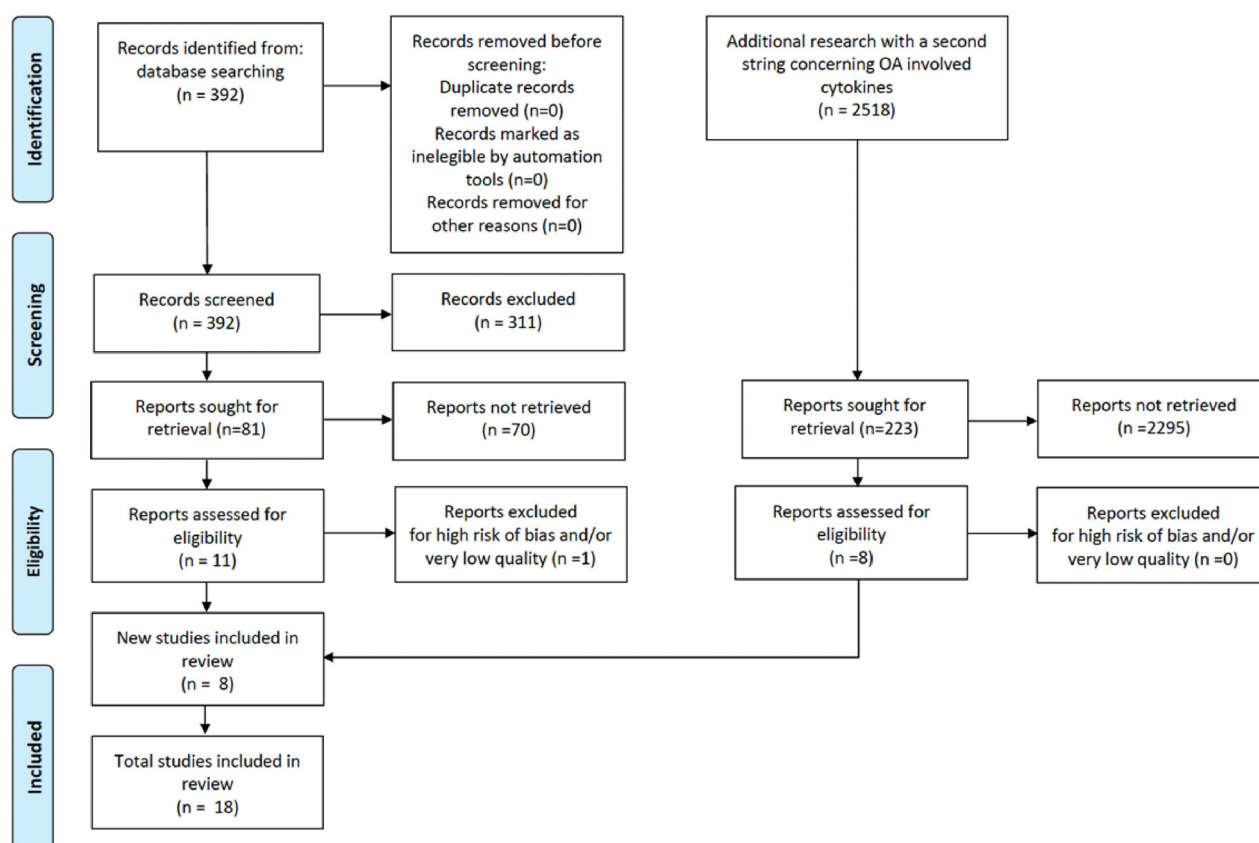 Identification
Records identified from:
database searching
(n = 392)
Records removed before
screening:
Duplicate records
removed (n=0)
Records marked as
inelegible by automation
tools (n=0)
Records removed for
other reasons (n=0)
Additional research with a second
string concerning OA involved
cytokines
(n = 2518)
Screening
Records screened
(n = 392)
Records excluded
(n = 311)
Reports sought for
retrieval (n=81)
Reports not retrieved
(n =70)
Reports sought for
retrieval (n=223)
Reports not retrieved
(n =2295)
Eligibility
Reports assessed for
eligibility
(n = 11)
Reports excluded
for high risk of bias and/or
very low quality (n =1)
Reports assessed for
eligibility
(n =8)
Reports excluded
for high risk of bias and/or
very low quality (n =0)
New studies included in
review
(n = 8)
Included
Total studies included in
review
(n = 18)